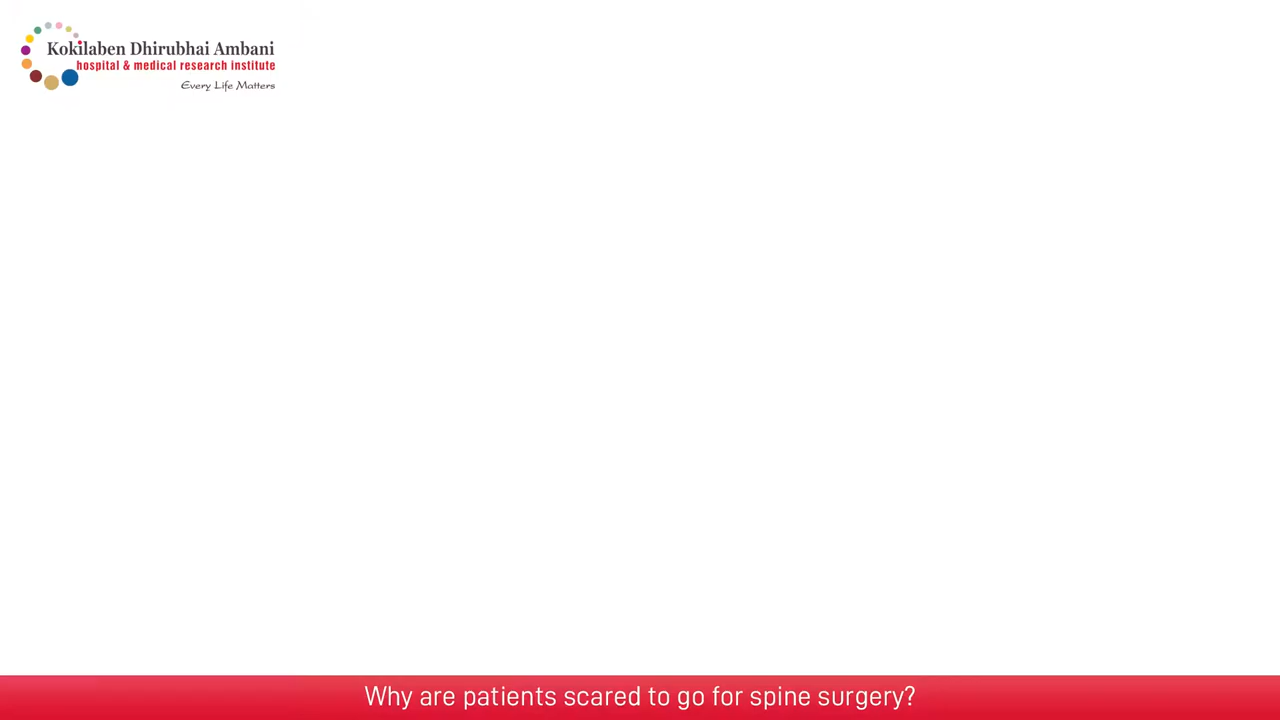 Kokilaben Dhirubhai Ambani
hospital & medical research institute
Every Life Matters
Why are patients scared to go for spine surgery?